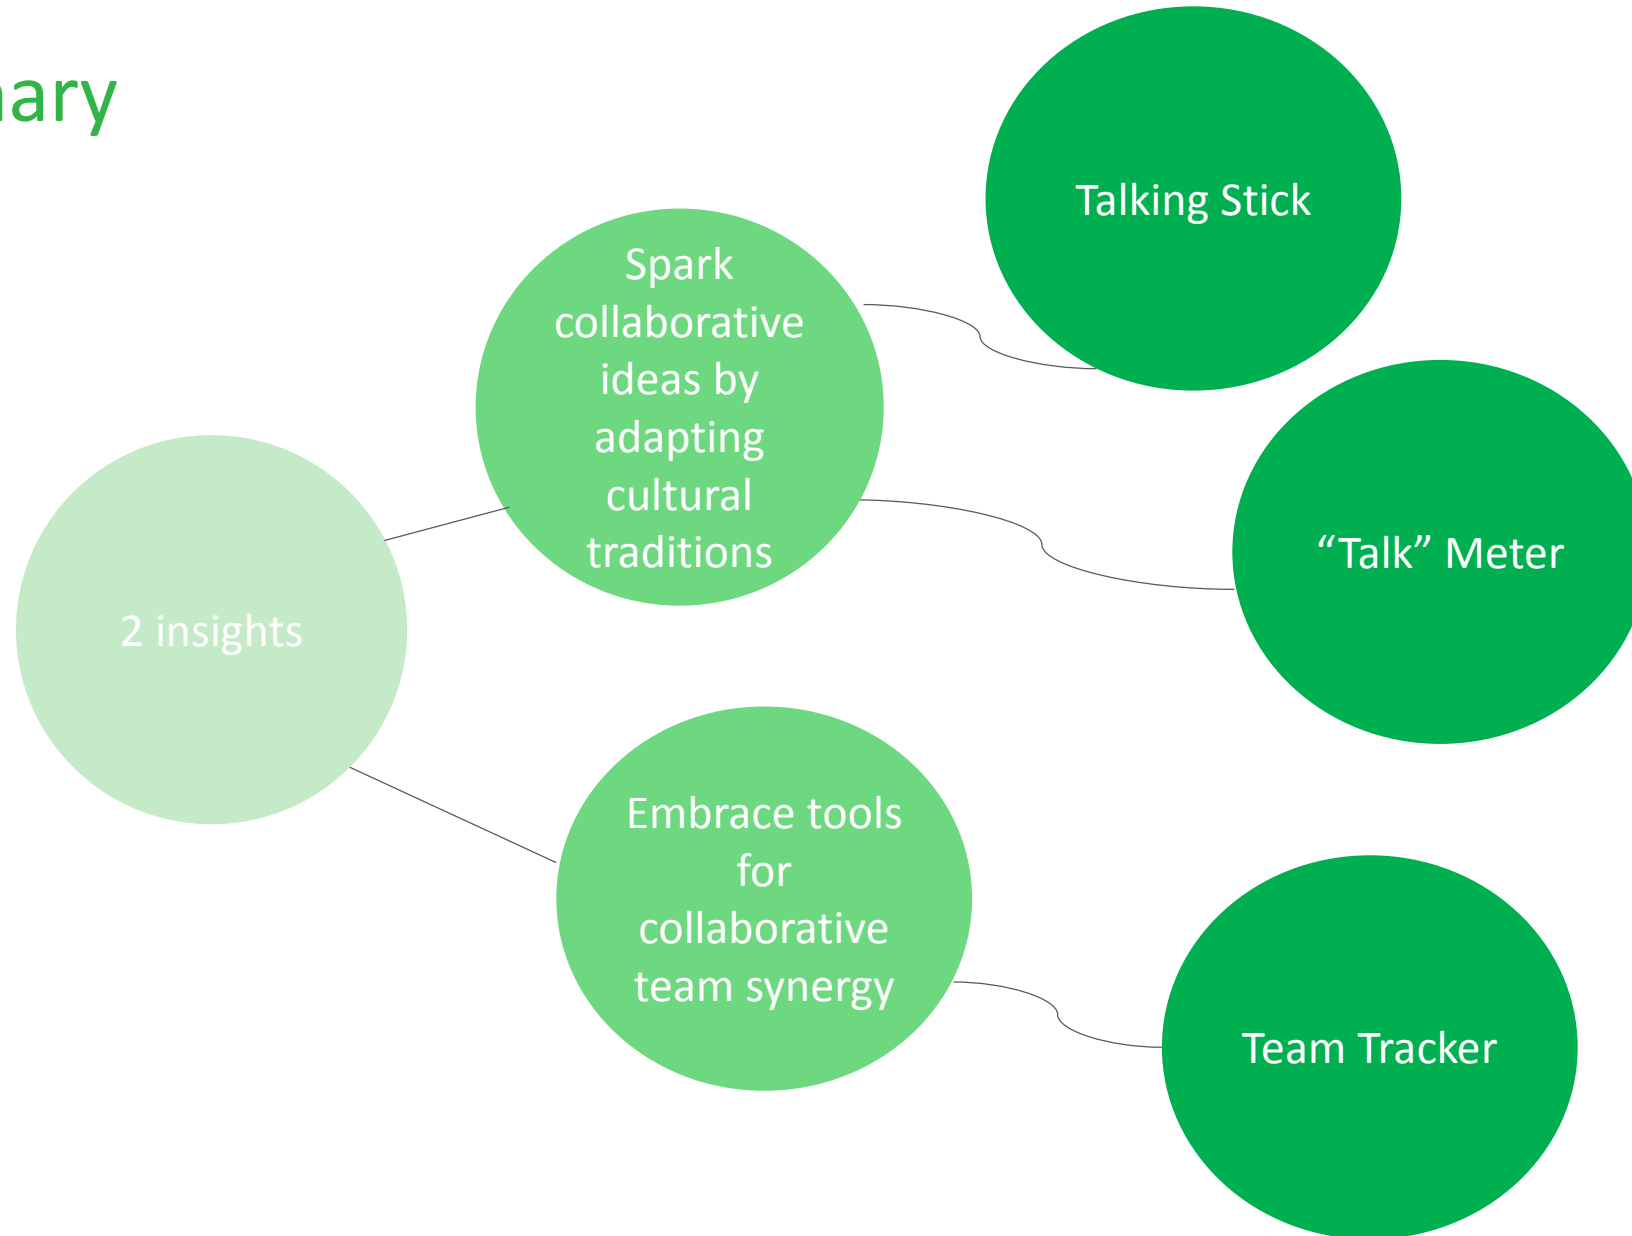 mary
Talking Stick
Spark
collaborative
ideas by
adapting
cultural
traditions
“Talk” Meter
2 insights
Embrace tools
for
collaborative
team synergy
Team Tracker